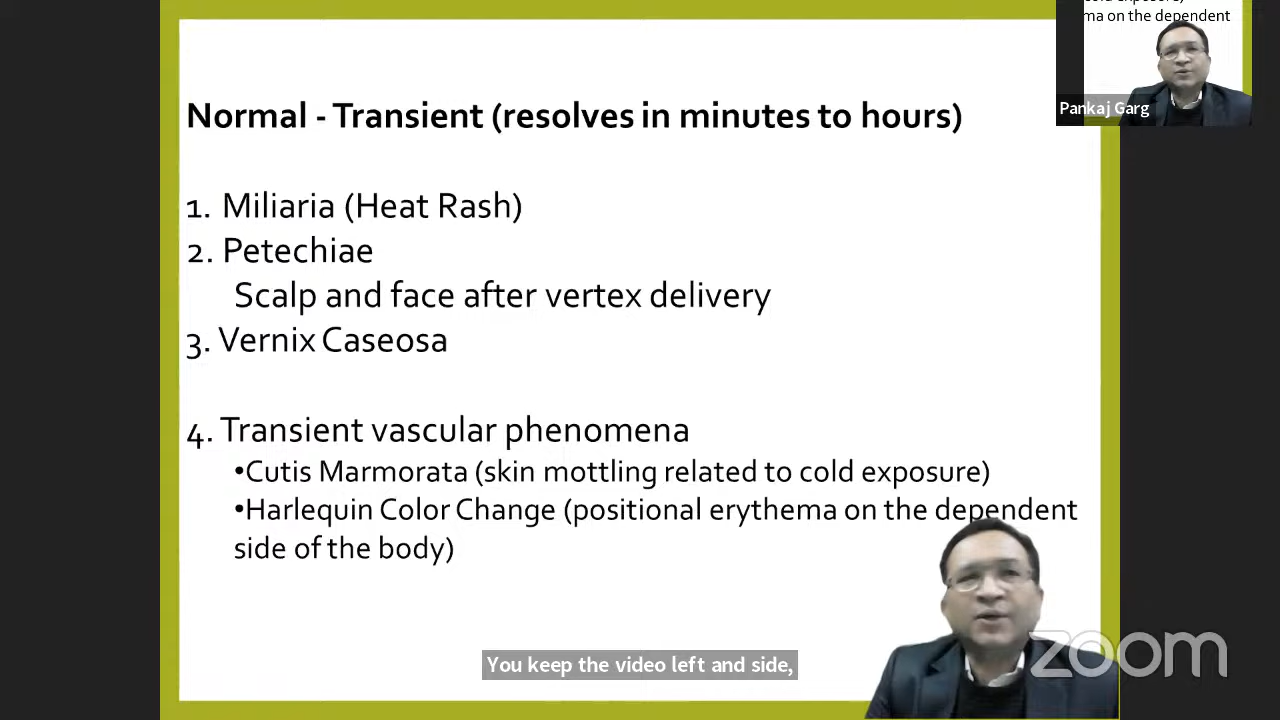 cold exposure)
ma on the dependent
Pankaj Garg
Normal - Transient (resolves in minutes to hours)
1. Miliaria (Heat Rash)
2. Petechiae
Scalp and face after vertex delivery
3. Vernix Caseosa
4. Transient vascular phenomena
•Cutis Marmorata (skin mottling related to cold exposure)
•Harlequin Color Change (positional erythema on the dependent
side of the body)
You keep the video left and side,
zoom